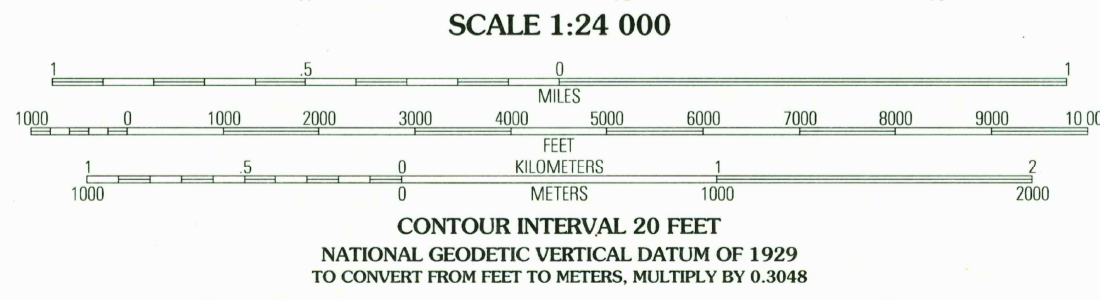 SCALE 1:24 000
1 .5 0 1
MILES
1000 0 1000 2000 3000 4000 5000 6000 7000 8000 9000 10 00
FEET
1 .5 0 KILOMETERS 1 2
1000 0 METERS 1000 2000
CONTOUR INTERVAL 20 FEET
NATIONAL GEODETIC VERTICAL DATUM OF 1929
TO CONVERT FROM FEET TO METERS, MULTIPLY BY 0.3048